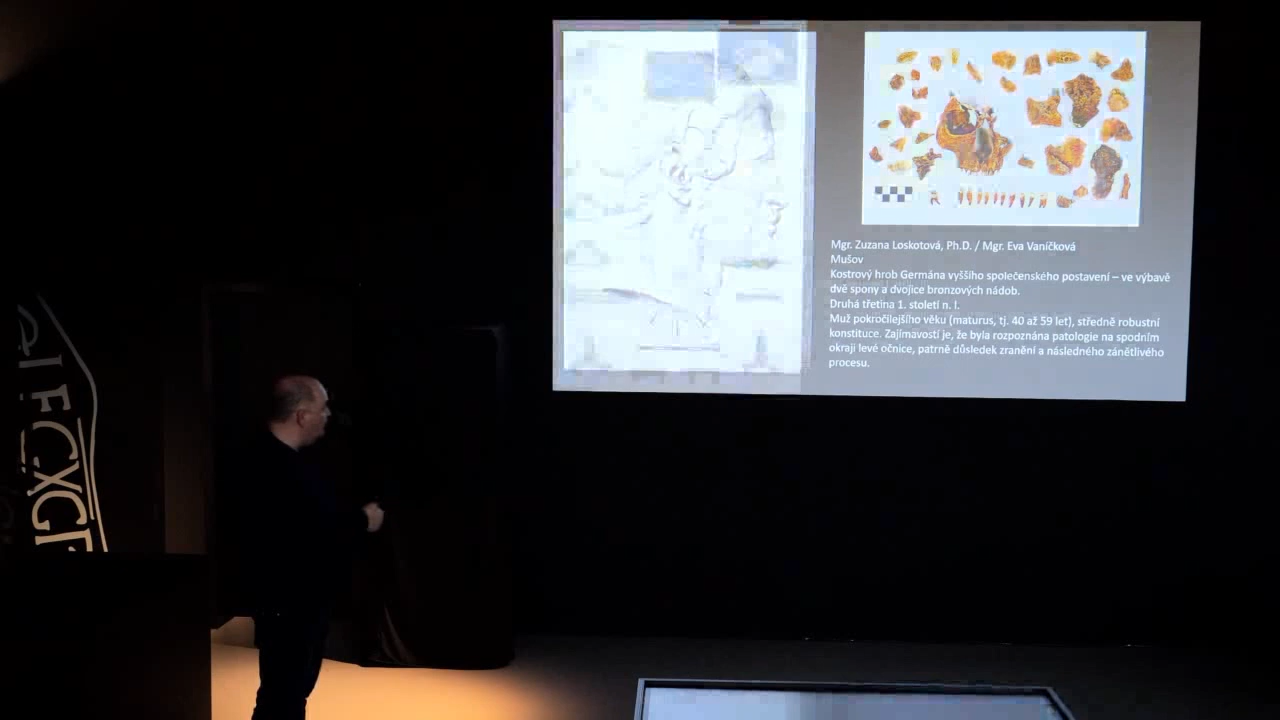 Mgr. Zuzana Loskotová, Ph.D. / Mgr. Eva Vaníčková
Mušov
Kostrový hrob Germána vyššího společenského postavení – ve výbavě
dvě spony a dvojice bronzových nádob.
Druhá třetina 1. století n. l.
Muž pokročilejšího věku (maturus, tj. 40 až 59 let), středně robustní
konstituce. Zajímavostí je, že byla rozpoznána patologie na spodním
okraji levé očnice, patrně důsledek zranění a následného zánětlivého
procesu.